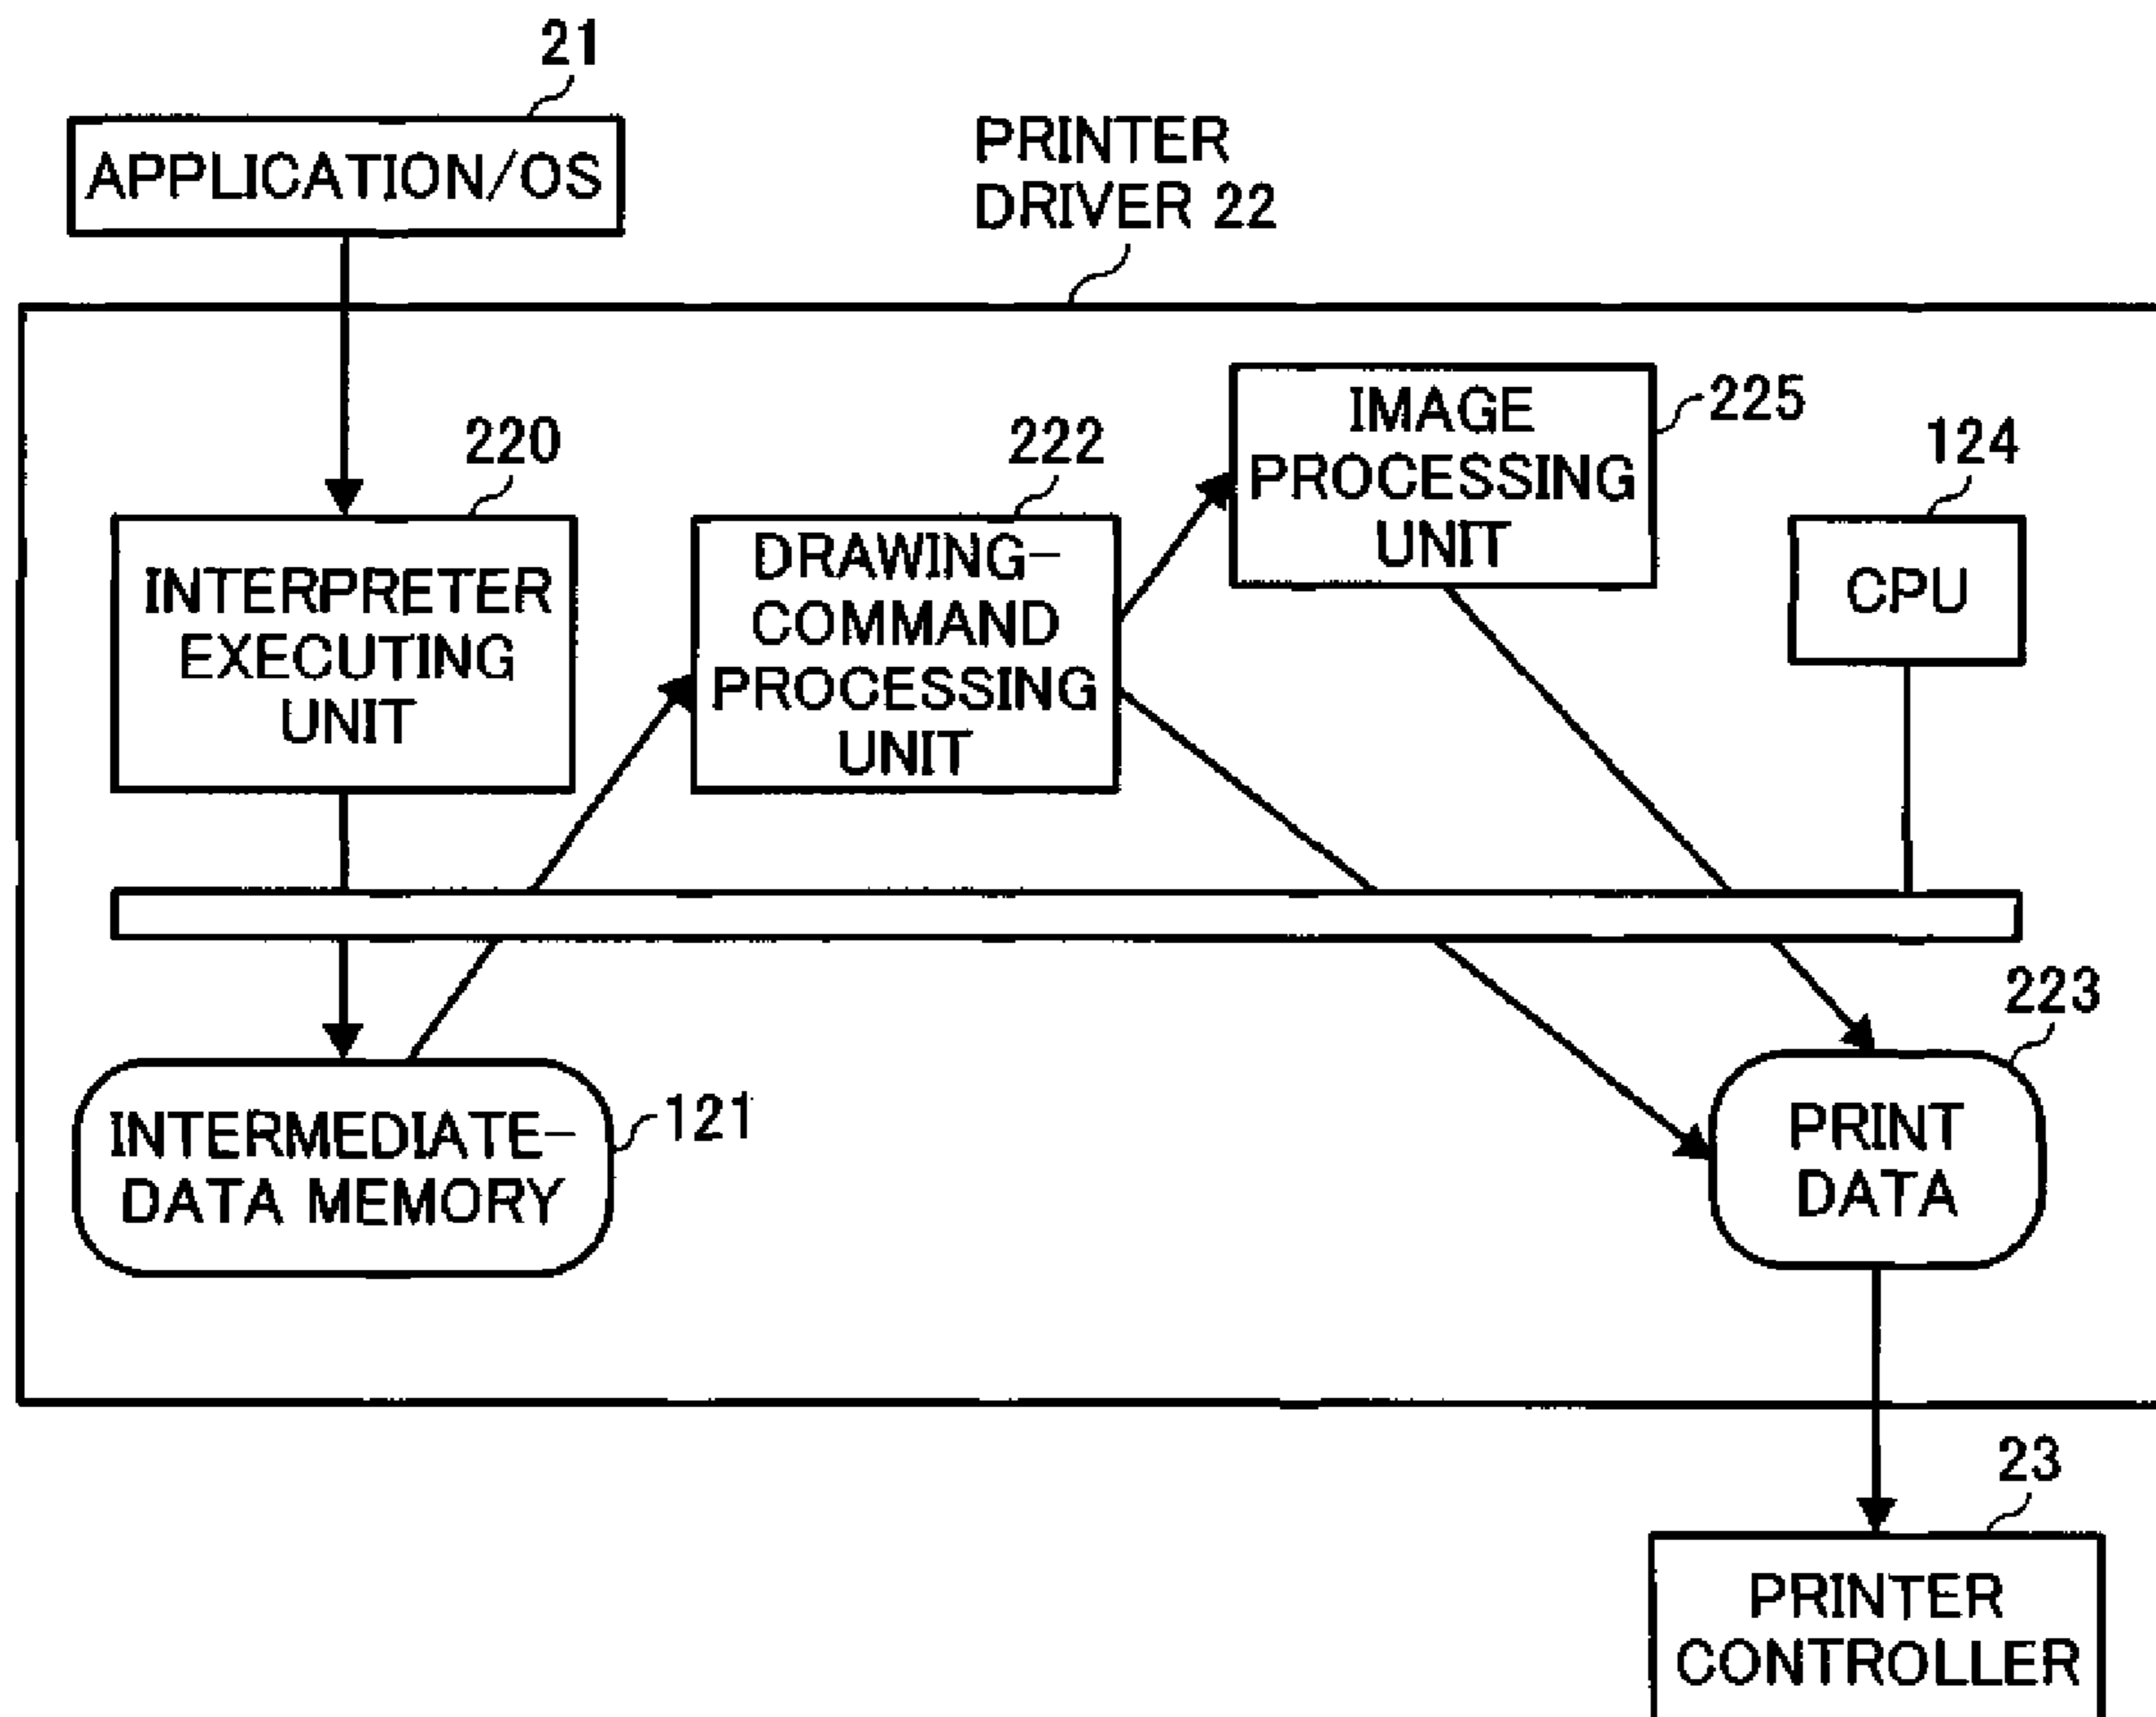 21
APPLICATION/OS
PRINTER
DRIVER 22
220
INTERPRETER
EXECUTING
UNIT
222
DRAWING-
COMMAND
PROCESSING
UNIT
IMAGE
PROCESSING
UNIT
225
124
CPU
INTERMEDIATE-
DATA MEMORY
121
223
PRINT
DATA
23
PRINTER
CONTROLLER